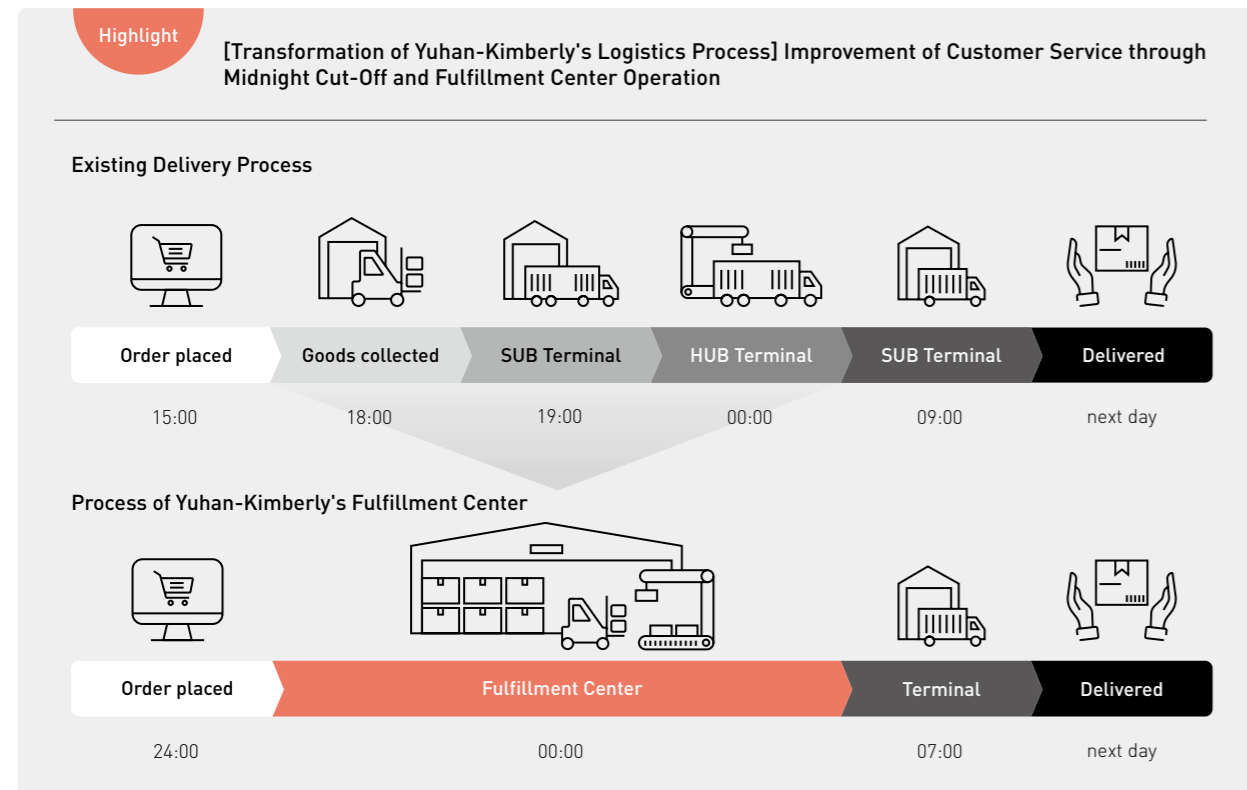 Highlight
[Transformation of Yuhan-Kimberly's Logistics Process] Improvement of Customer Service through
Midnight Cut-Off and Fulfillment Center Operation
Existing Delivery Process
Order placed
Goods collected
SUB Terminal
HUB Terminal
SUB Terminal
Delivered
15:00
18:00
19:00
00:00
09:00
next day
Process of Yuhan-Kimberly's Fulfillment Center
Order placed
Fulfillment Center
Terminal
Delivered
24:00
00:00
07:00
next day